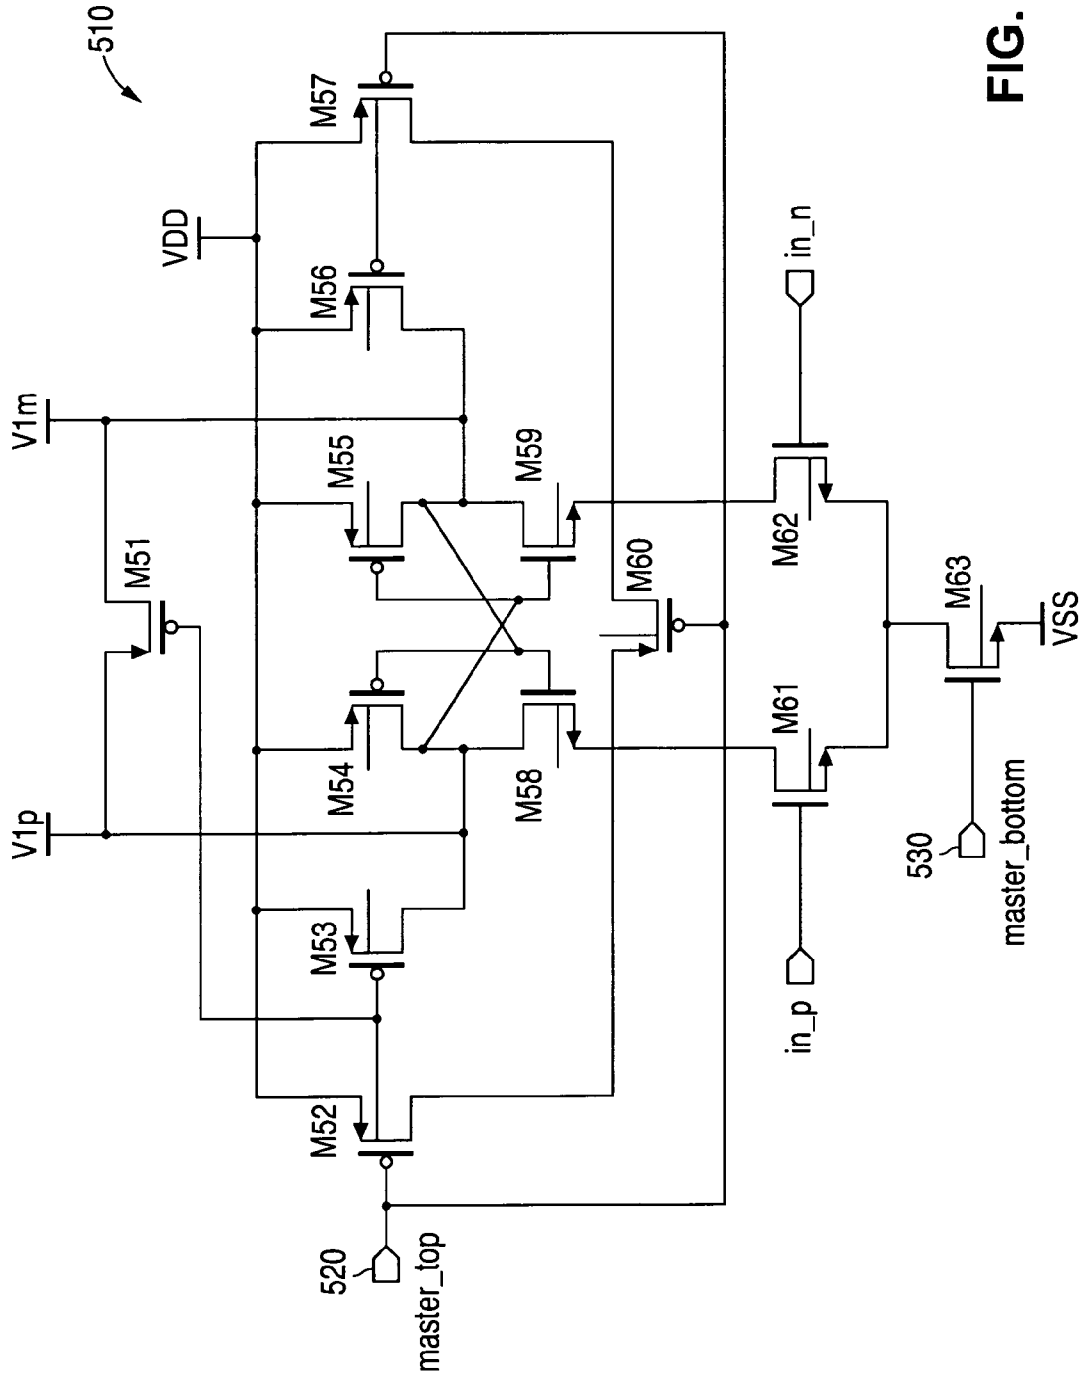 510
V1p
V1m
VDD
M51
M52
M53
M54
M55
M56
M57
M58
M59
M60
520
master_top
in_p
in_n
M61
M62
530
master_bottom
M63
VSS
FIG.